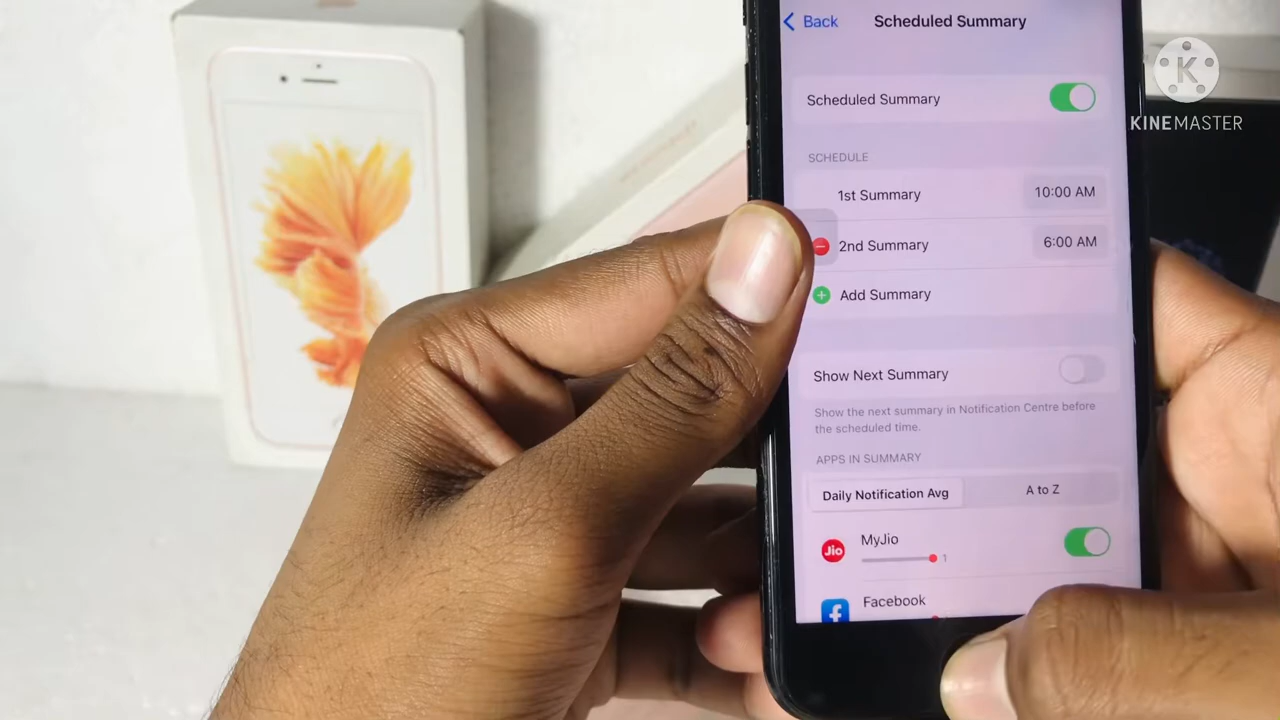 Back
Scheduled Summary
K
KINEMASTER
Scheduled Summary
SCHEDULE
1st Summary
10:00 AM
2nd Summary
6:00 AM
Add Summary
Show Next Summary
Show the next summary in Notification Centre before
the scheduled time.
APPS IN SUMMARY
Daily Notification Avg
A to Z
Jio
MyJio
1
f
Facebook